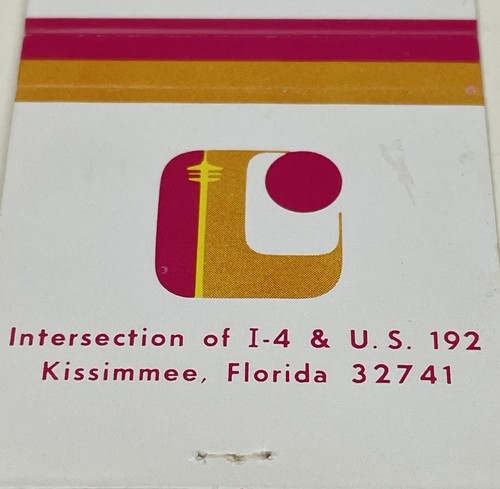 Intersection of I-4 & U.S. 192
Kissimmee, Florida 32741